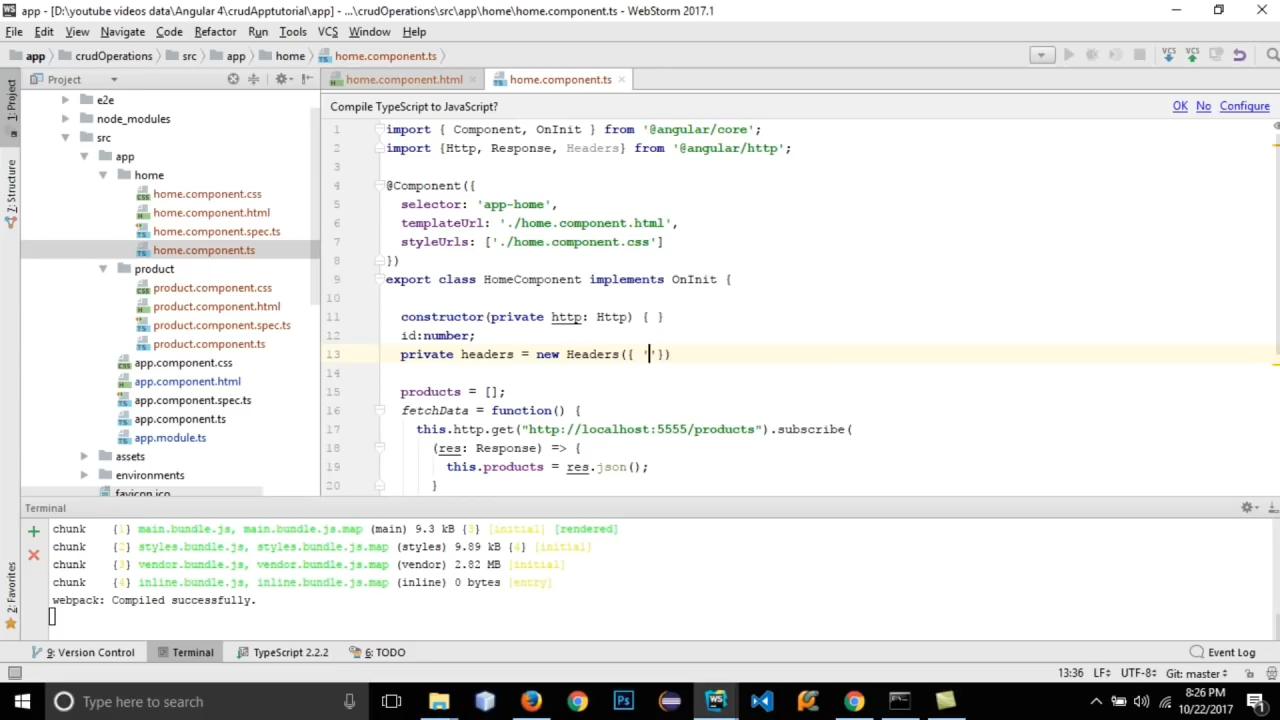 app - [D:\youtube videos data\Angular 4\crudApptutorial\app] - ...\crudOperations\src\app\home\home.component.ts - WebStorm 2017.1
File Edit View Navigate Code Refactor Run Tools VCS Window Help
app crudOperations src app home home.component.ts
Project home.component.html home.component.ts
Compile TypeScript to JavaScript? OK No Configure
1: Project
Z: Structure
2: Favorites
e2e
node_modules
src
app
home
home.component.css
home.component.html
home.component.spec.ts
home.component.ts
product
product.component.css
product.component.html
product.component.spec.ts
product.component.ts
app.component.css
app.component.html
app.component.spec.ts
app.component.ts
app.module.ts
assets
environments
favicon.ico
1 import { Component, OnInit } from '@angular/core';
2 import {Http, Response, Headers} from '@angular/http';
3
4 @Component({
5 selector: 'app-home',
6 templateUrl: './home.component.html',
7 styleUrls: ['./home.component.css']
8 })
9 export class HomeComponent implements OnInit {
10
11 constructor(private http: Http) { }
12 id:number;
13 private headers = new Headers({ ''})
14
15 products = [];
16 fetchData = function() {
17 this.http.get("http://localhost:5555/products").subscribe(
18 (res: Response) => {
19 this.products = res.json();
20 }
Terminal
chunk {1} main.bundle.js, main.bundle.js.map (main) 9.3 kB {3} [initial] [rendered]
chunk {2} styles.bundle.js, styles.bundle.js.map (styles) 9.89 kB {4} [initial]
chunk {3} vendor.bundle.js, vendor.bundle.js.map (vendor) 2.82 MB [initial]
chunk {4} inline.bundle.js, inline.bundle.js.map (inline) 0 bytes [entry]
webpack: Compiled successfully.
9: Version Control Terminal TypeScript 2.2.2 6: TODO Event Log
13:36 LF÷ UTF-8÷ Git: master÷
Type here to search
8:26 PM
10/22/2017